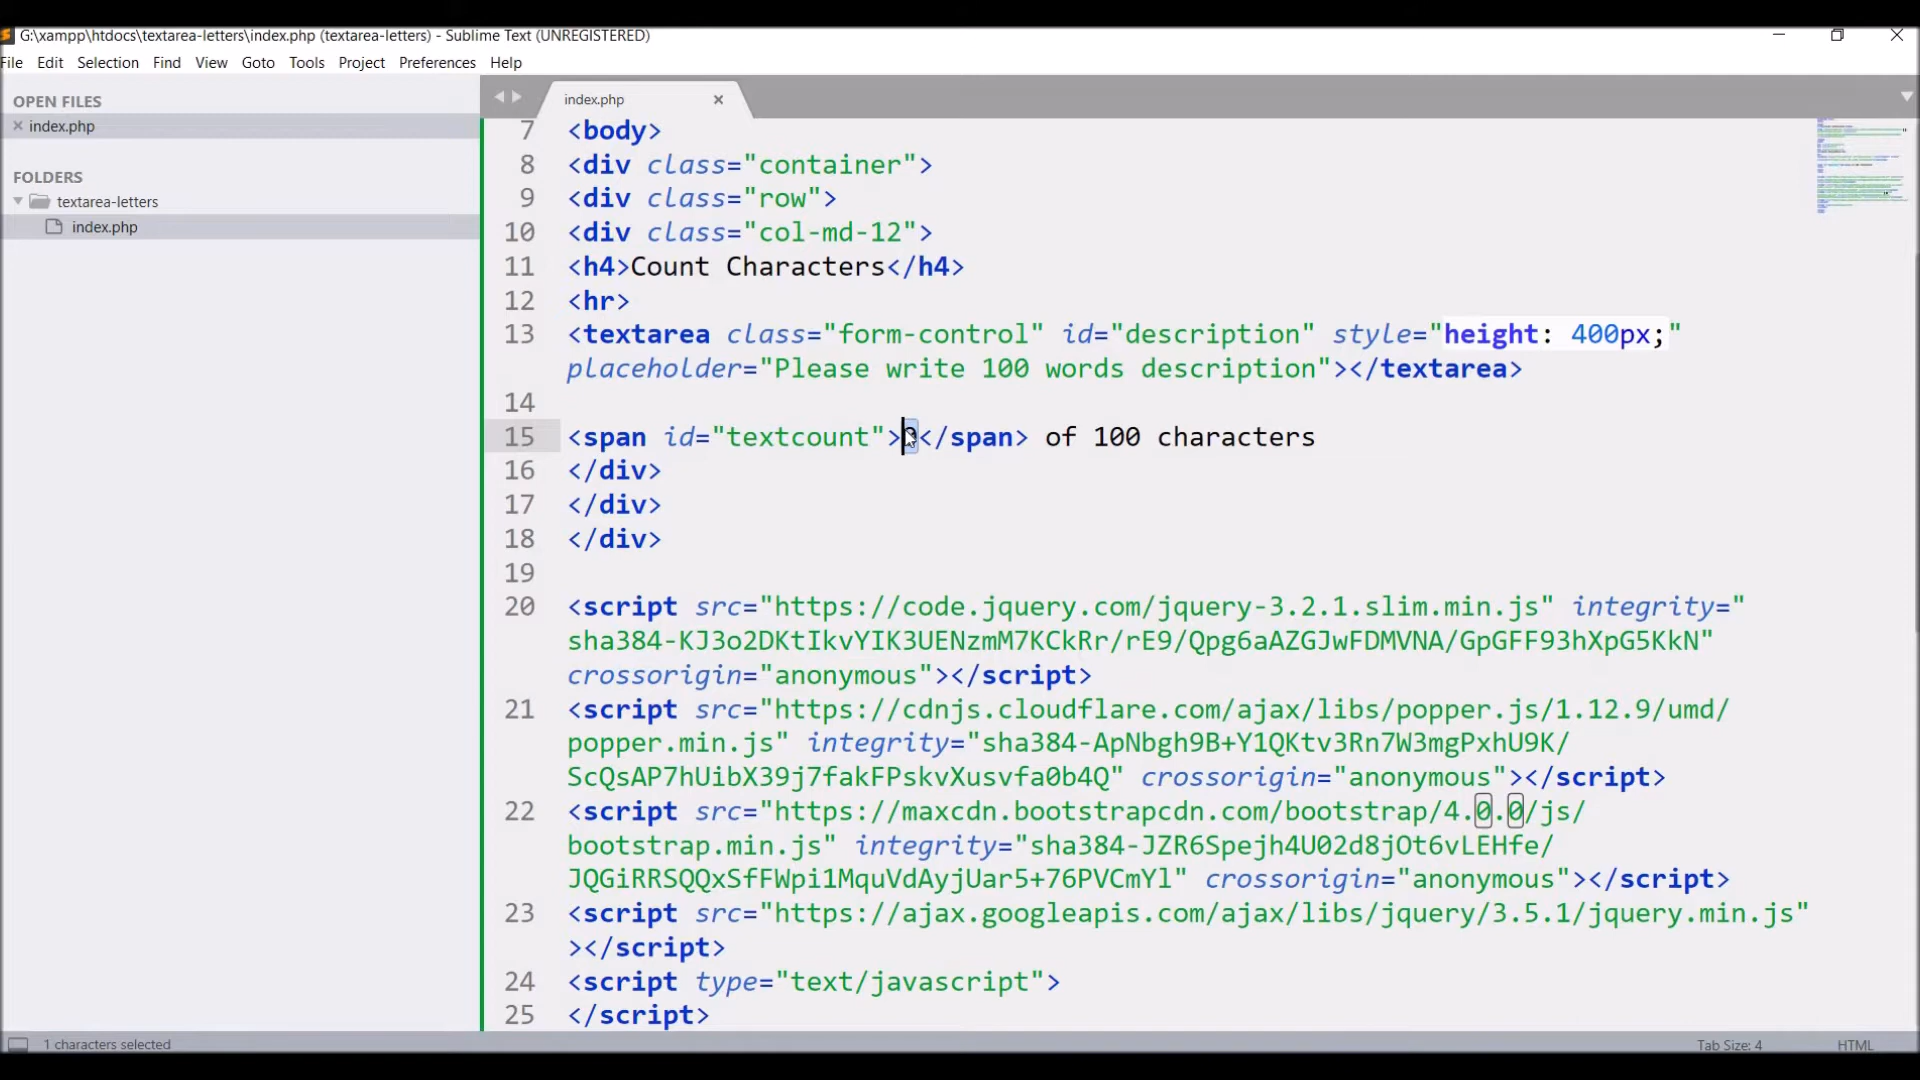 G:\xampp\htdocs\textarea-letters\index.php (textarea-letters) - Sublime Text (UNREGISTERED)
File Edit Selection Find View Goto Tools Project Preferences Help
OPEN FILES
index.php
FOLDERS
textarea-letters
index.php
index.php
7 <body>
8 <div class="container">
9 <div class="row">
10 <div class="col-md-12">
11 <h4>Count Characters</h4>
12 <hr>
13 <textarea class="form-control" id="description" style="height: 400px;"
placeholder="Please write 100 words description"></textarea>
14
15 <span id="textcount">0</span> of 100 characters
16 </div>
17 </div>
18 </div>
19
20 <script src="https://code.jquery.com/jquery-3.2.1.slim.min.js" integrity="
sha384-KJ3o2DKtIkvYIK3UENzmM7KCkRr/rE9/Qpg6aAZGJwFDMVNA/GpGFF93hXpG5KkN"
crossorigin="anonymous"></script>
21 <script src="https://cdnjs.cloudflare.com/ajax/libs/popper.js/1.12.9/umd/
popper.min.js" integrity="sha384-ApNbgh9B+Y1QKtv3Rn7W3mgPxhU9K/
ScQsAP7hUibX39j7fakFPskvXusvfa0b4Q" crossorigin="anonymous"></script>
22 <script src="https://maxcdn.bootstrapcdn.com/bootstrap/4.0.0/js/
bootstrap.min.js" integrity="sha384-JZR6Spejh4U02d8jOt6vLEHfe/
JQGiRRSQQxSfFWpi1MquVdAyjUar5+76PVCmYl" crossorigin="anonymous"></script>
23 <script src="https://ajax.googleapis.com/ajax/libs/jquery/3.5.1/jquery.min.js"
></script>
24 <script type="text/javascript">
25 </script>
1 characters selected
Tab Size: 4
HTML